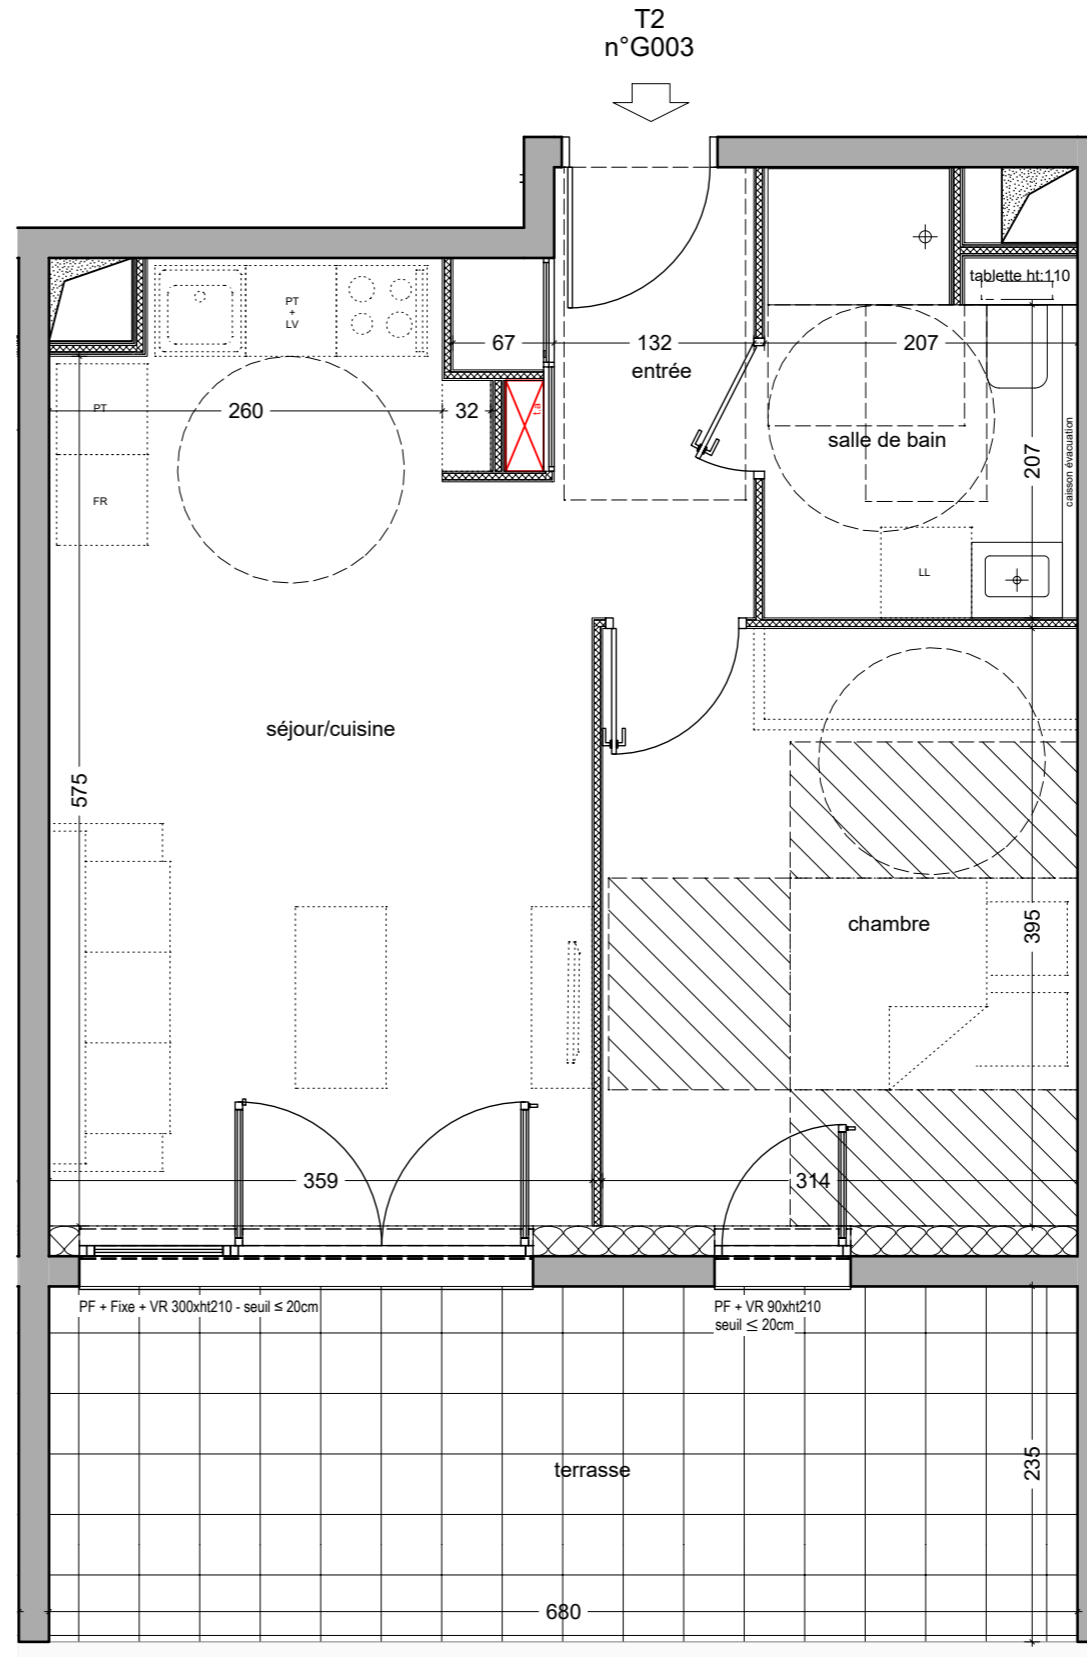 T2
n°G003
tablette ht:110
PT
+
LV
67
132
207
entrée
PT
260
32
t.a
salle de bain
207
caisson évacuation
FR
LL
séjour/cuisine
575
chambre
395
359
314
PF + Fixe + VR 300xht210 - seuil ≤ 20cm
PF + VR 90xht210
seuil ≤ 20cm
terrasse
235
680